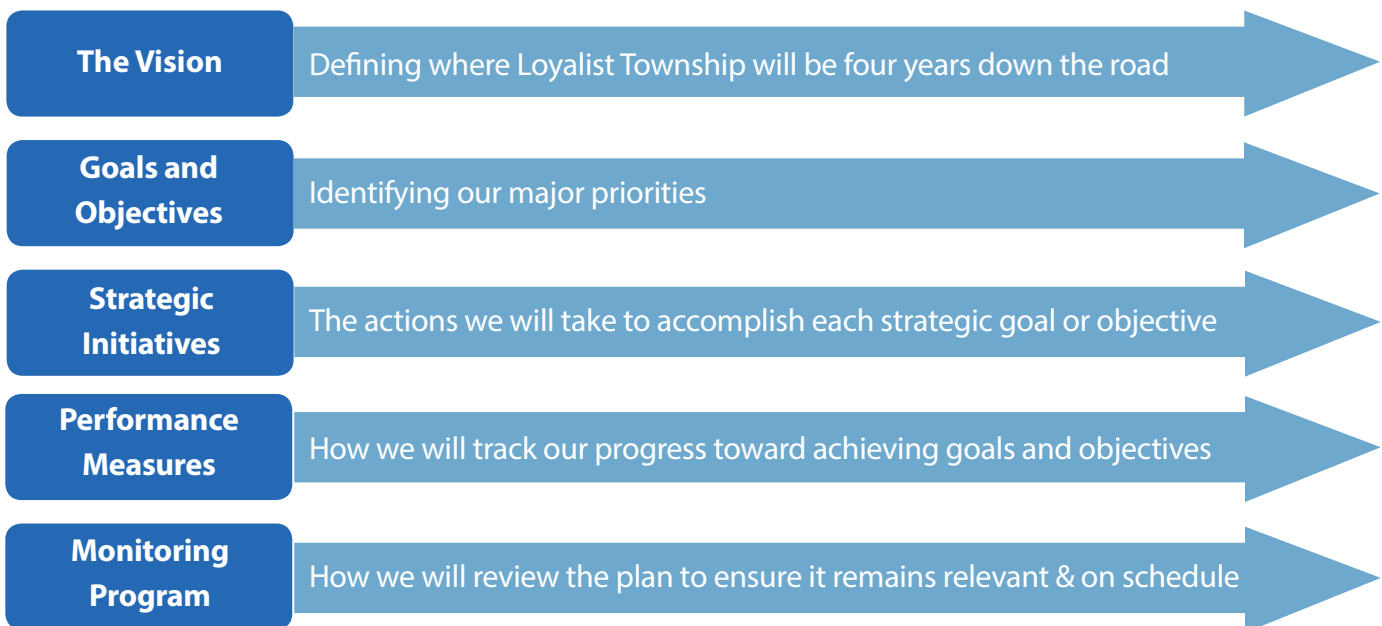 The Vision
Defining where Loyalist Township will be four years down the road
Goals and
Objectives
Identifying our major priorities
Strategic
Initiatives
The actions we will take to accomplish each strategic goal or objective
Performance
Measures
How we will track our progress toward achieving goals and objectives
Monitoring
Program
How we will review the plan to ensure it remains relevant & on schedule